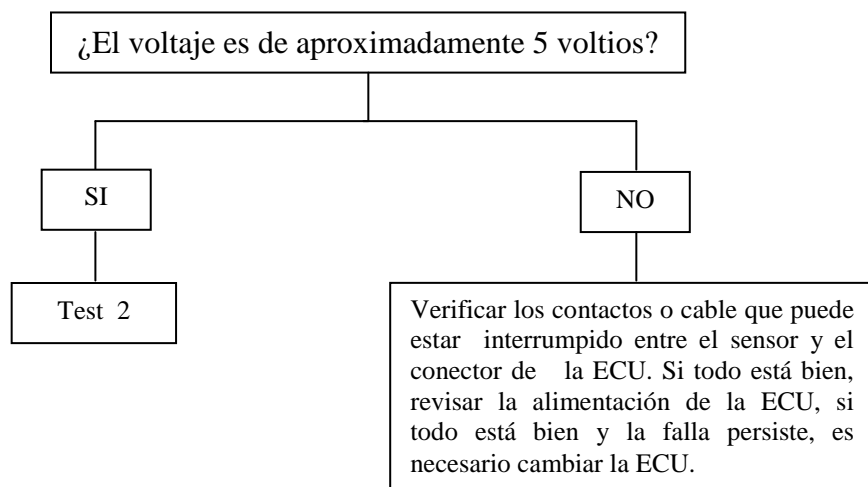 ¿El voltaje es de aproximadamente 5 voltios?
SI
NO
Test 2
Verificar los contactos o cable que puede
estar interrumpido entre el sensor y el
conector de la ECU. Si todo está bien,
revisar la alimentación de la ECU, si
todo está bien y la falla persiste, es
necesario cambiar la ECU.